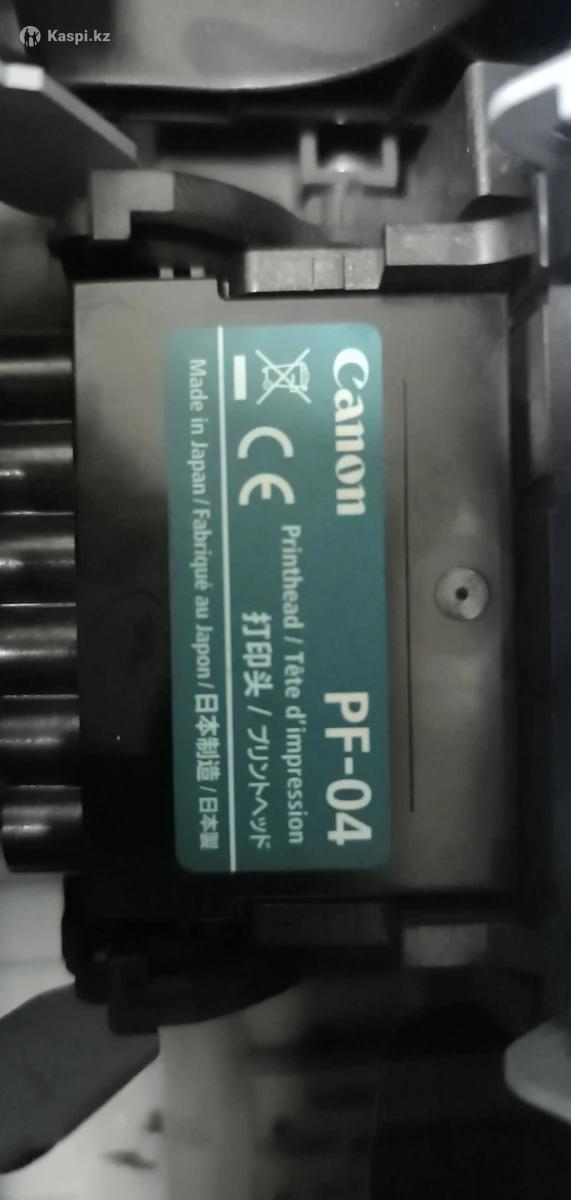 Kaspi.kz
Canon
PF-04
Printhead / Tête d'impression
打印头 / プリントヘッド
CE
Made in Japan / Fabriqué au Japon / 日本制造 / 日本製